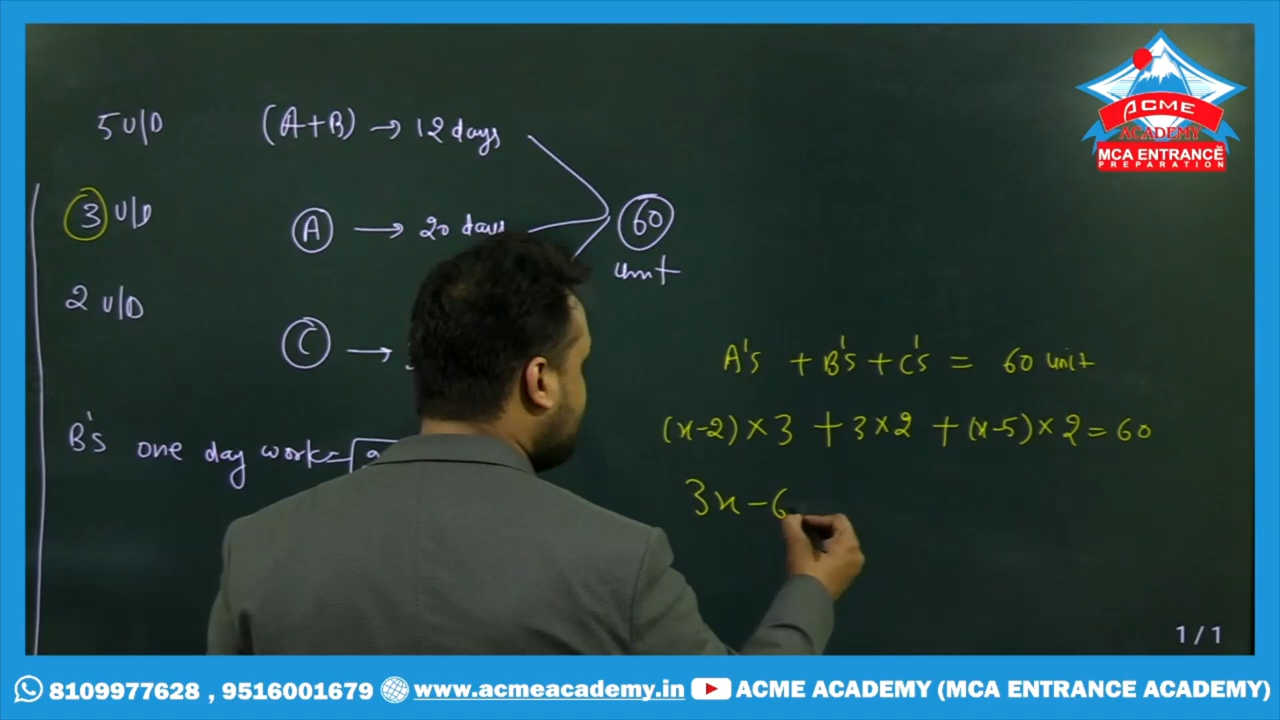 5 U/D (A+B) → 12 days
3 U/D A → 20 days 60
unit
2 U/D C →
A's + B's + C's = 60 unit
(x-2) × 3 + 3 × 2 + (x-5) × 2 = 60
B's one day work =
3x - 6
ACME
ACADEMY
MCA ENTRANCE
PREPARATION
1 / 1
8109977628 , 9516001679 www.acmeacademy.in ACME ACADEMY (MCA ENTRANCE ACADEMY)